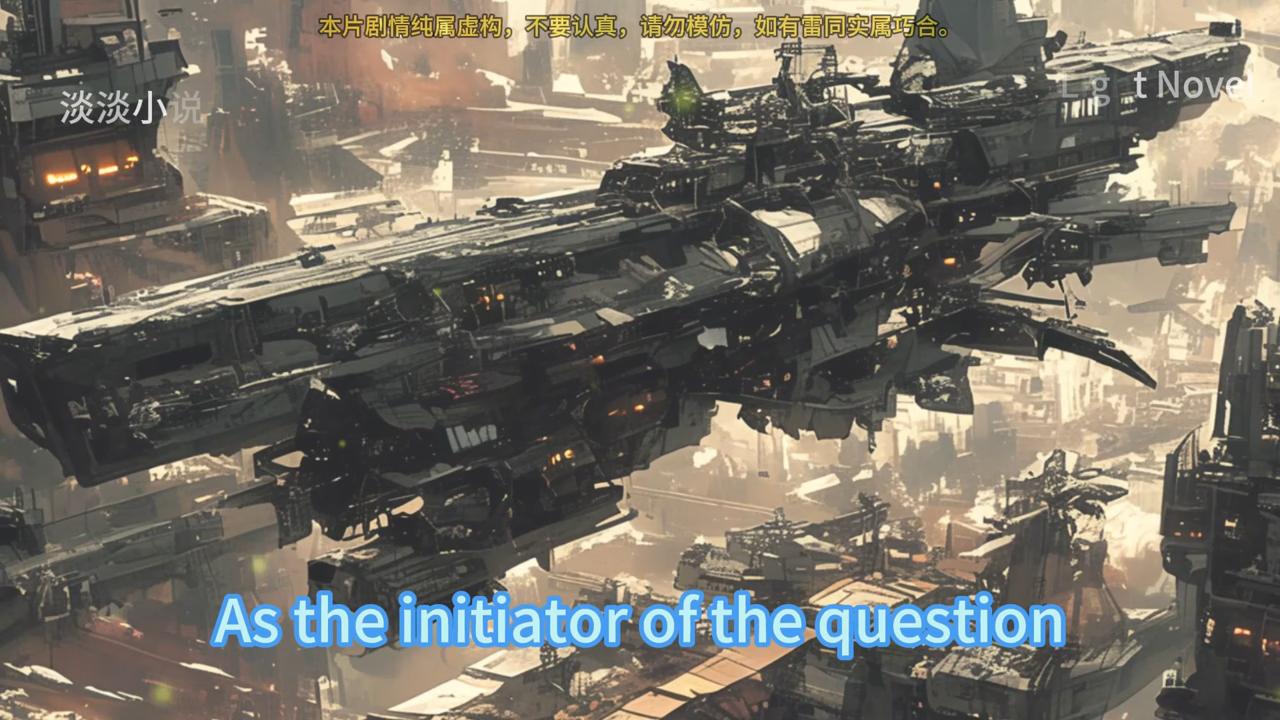 本片剧情纯属虚构，不要认真，请勿模仿，如有雷同实属巧合。
淡淡小说
Light Novel
As the initiator of the question